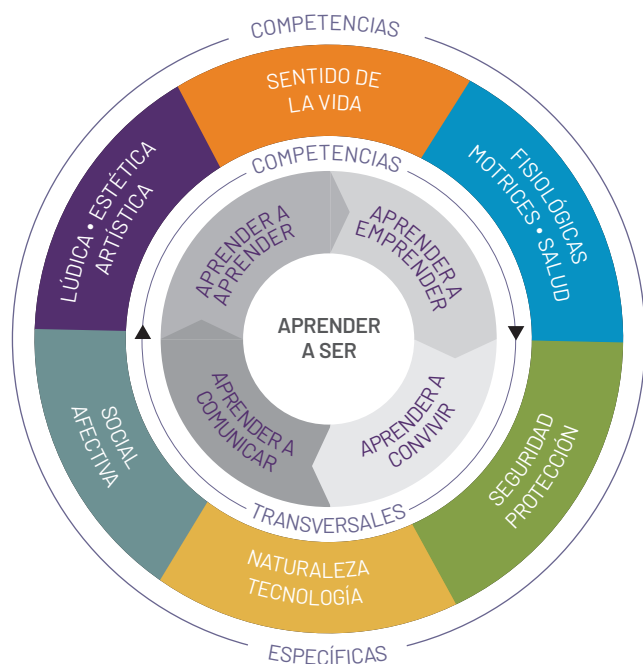 COMPETENCIAS
SENTIDO DE
LA VIDA
FISIOLÓGICAS
MOTRICES • SALUD
SEGURIDAD
PROTECCIÓN
NATURALEZA
TECNOLOGÍA
SOCIAL
AFECTIVA
LÚDICA • ESTÉTICA
ARTÍSTICA
ESPECÍFICAS
COMPETENCIAS
APRENDER A
APRENDER
APRENDER A
EMPRENDER
APRENDER A
CONVIVIR
APRENDER A
COMUNICAR
TRANSVERSALES
APRENDER
A SER